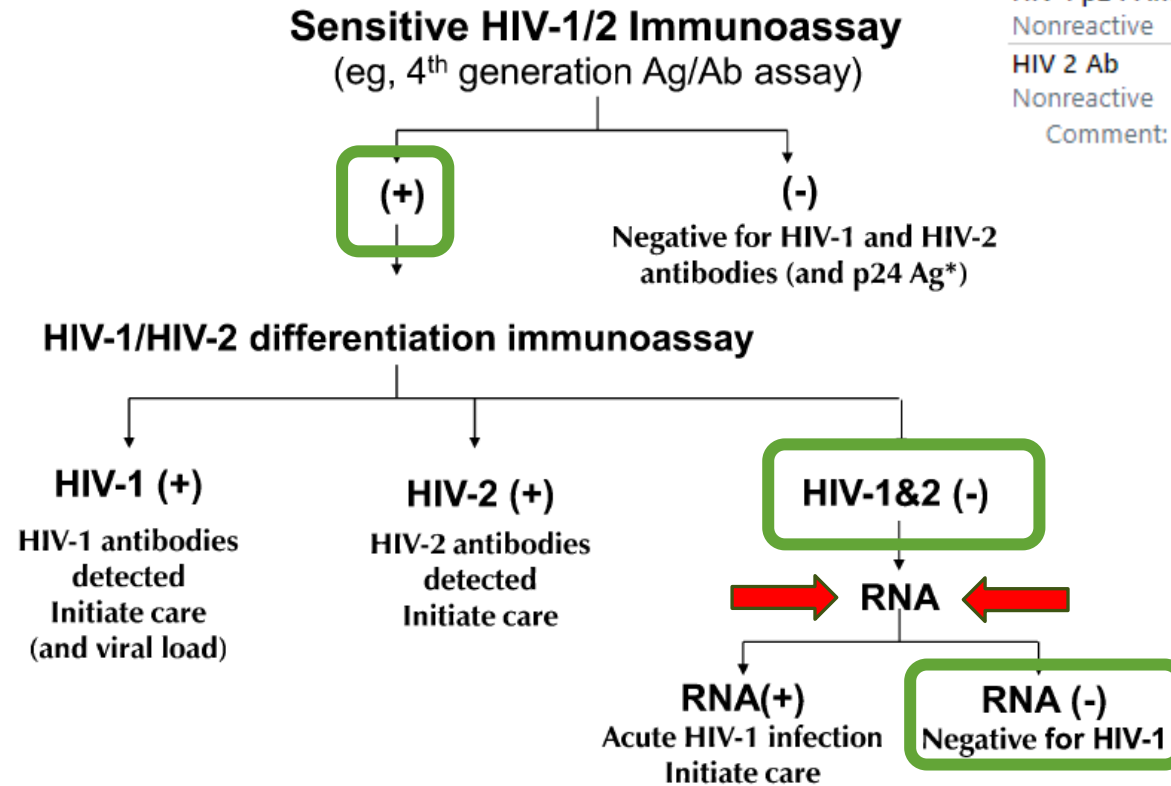 Sensitive HIV-1/2 Immunoassay
(eg, 4th generation Ag/Ab assay)
Nonreactive
HIV 2 Ab
Nonreactive
Comment:
(+)
(-)
Negative for HIV-1 and HIV-2
antibodies (and p24 Ag*)
HIV-1/HIV-2 differentiation immunoassay
HIV-1 (+)
HIV-1 antibodies
detected
Initiate care
(and viral load)
HIV-2 (+)
HIV-2 antibodies
detected
Initiate care
HIV-1&2 (-)
RNA
RNA(+)
Acute HIV-1 infection
Initiate care
RNA (-)
Negative for HIV-1